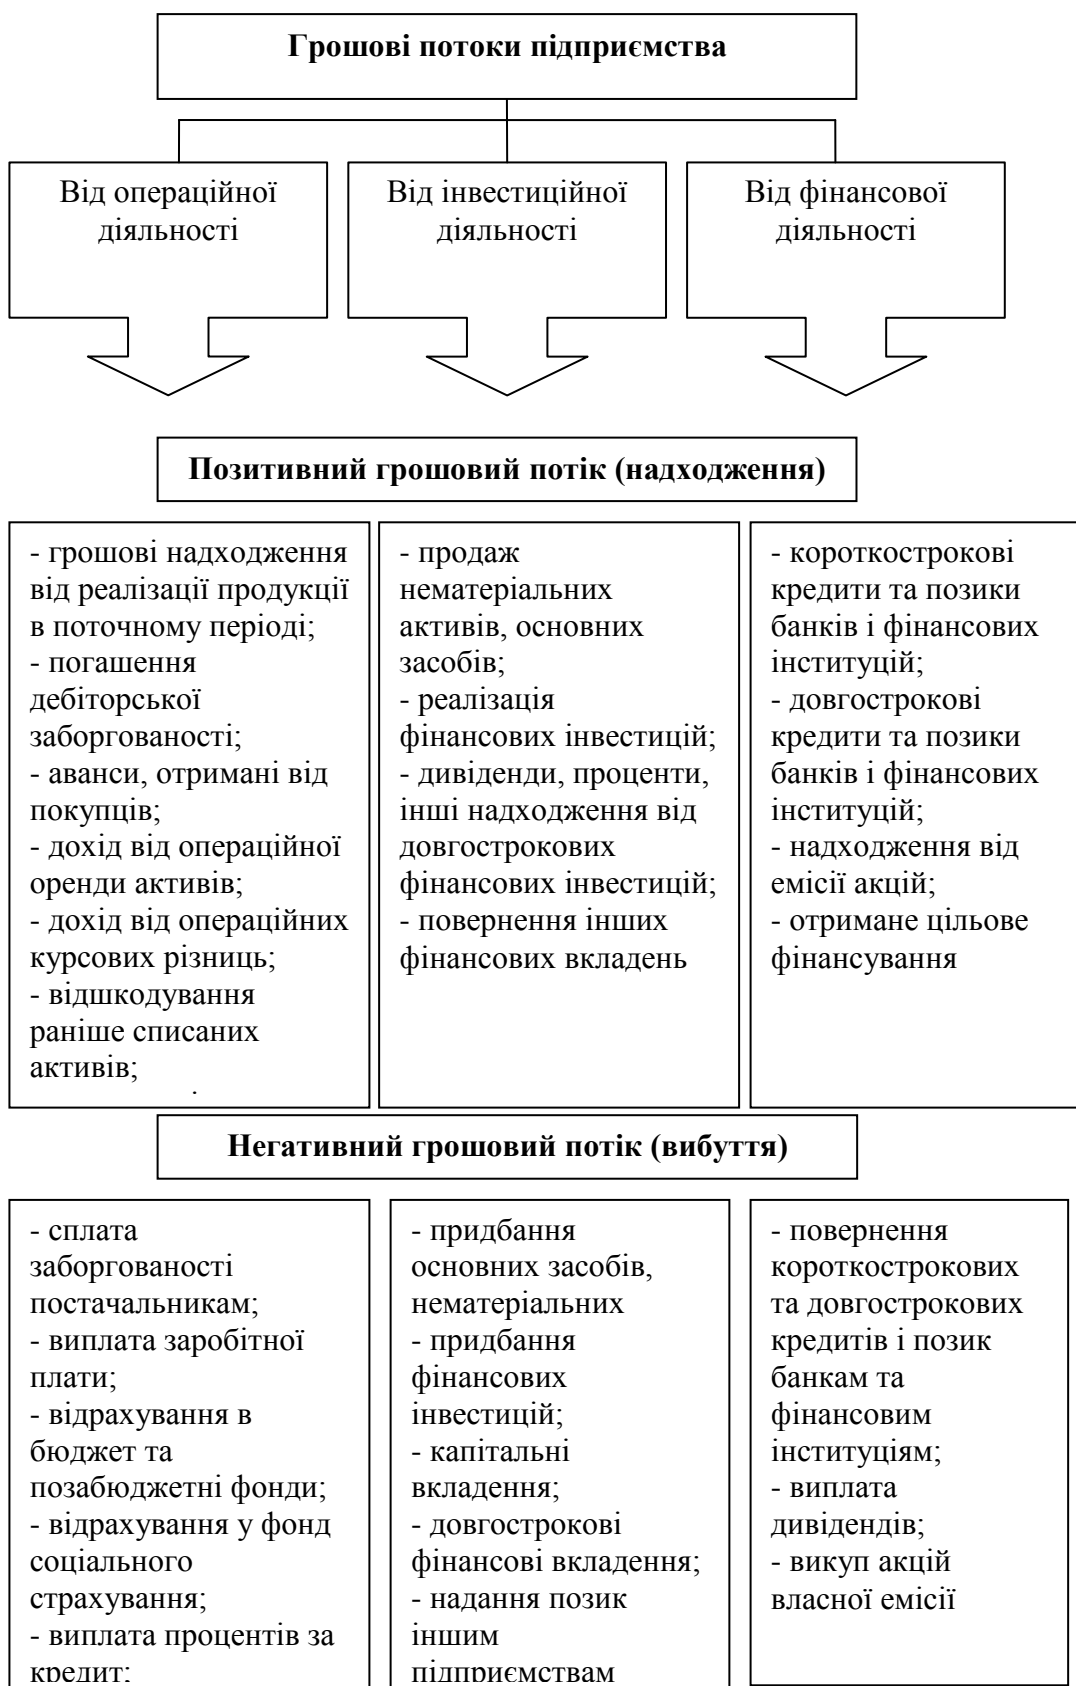 Грошові потоки підприємства
Від операційної
діяльності
Від інвестиційної
діяльності
Від фінансової
діяльності
Позитивний грошовий потік (надходження)
- грошові надходження
від реалізації продукції
в поточному періоді;
- погашення
дебіторської
заборгованості;
- аванси, отримані від
покупців;
- дохід від операційної
оренди активів;
- дохід від операційних
курсових різниць;
- відшкодування
раніше списаних
активів;
- продаж
нематеріальних
активів, основних
засобів;
- реалізація
фінансових інвестицій;
- дивіденди, проценти,
інші надходження від
довгострокових
фінансових інвестицій;
- повернення інших
фінансових вкладень
- короткострокові
кредити та позики
банків і фінансових
інституцій;
- довгострокові
кредити та позики
банків і фінансових
інституцій;
- надходження від
емісії акцій;
- отримане цільове
фінансування
Негативний грошовий потік (вибуття)
- сплата
заборгованості
постачальникам;
- виплата заробітної
плати;
- відрахування в
бюджет та
позабюджетні фонди;
- відрахування у фонд
соціального
страхування;
- виплата процентів за
кредит;
- придбання
основних засобів,
нематеріальних
- придбання
фінансових
інвестицій;
- капітальні
вкладення;
- довгострокові
фінансові вкладення;
- надання позик
іншим
підприємствам
- повернення
короткострокових
та довгострокових
кредитів і позик
банкам та
фінансовим
інституціям;
- виплата
дивідендів;
- викуп акцій
власної емісії